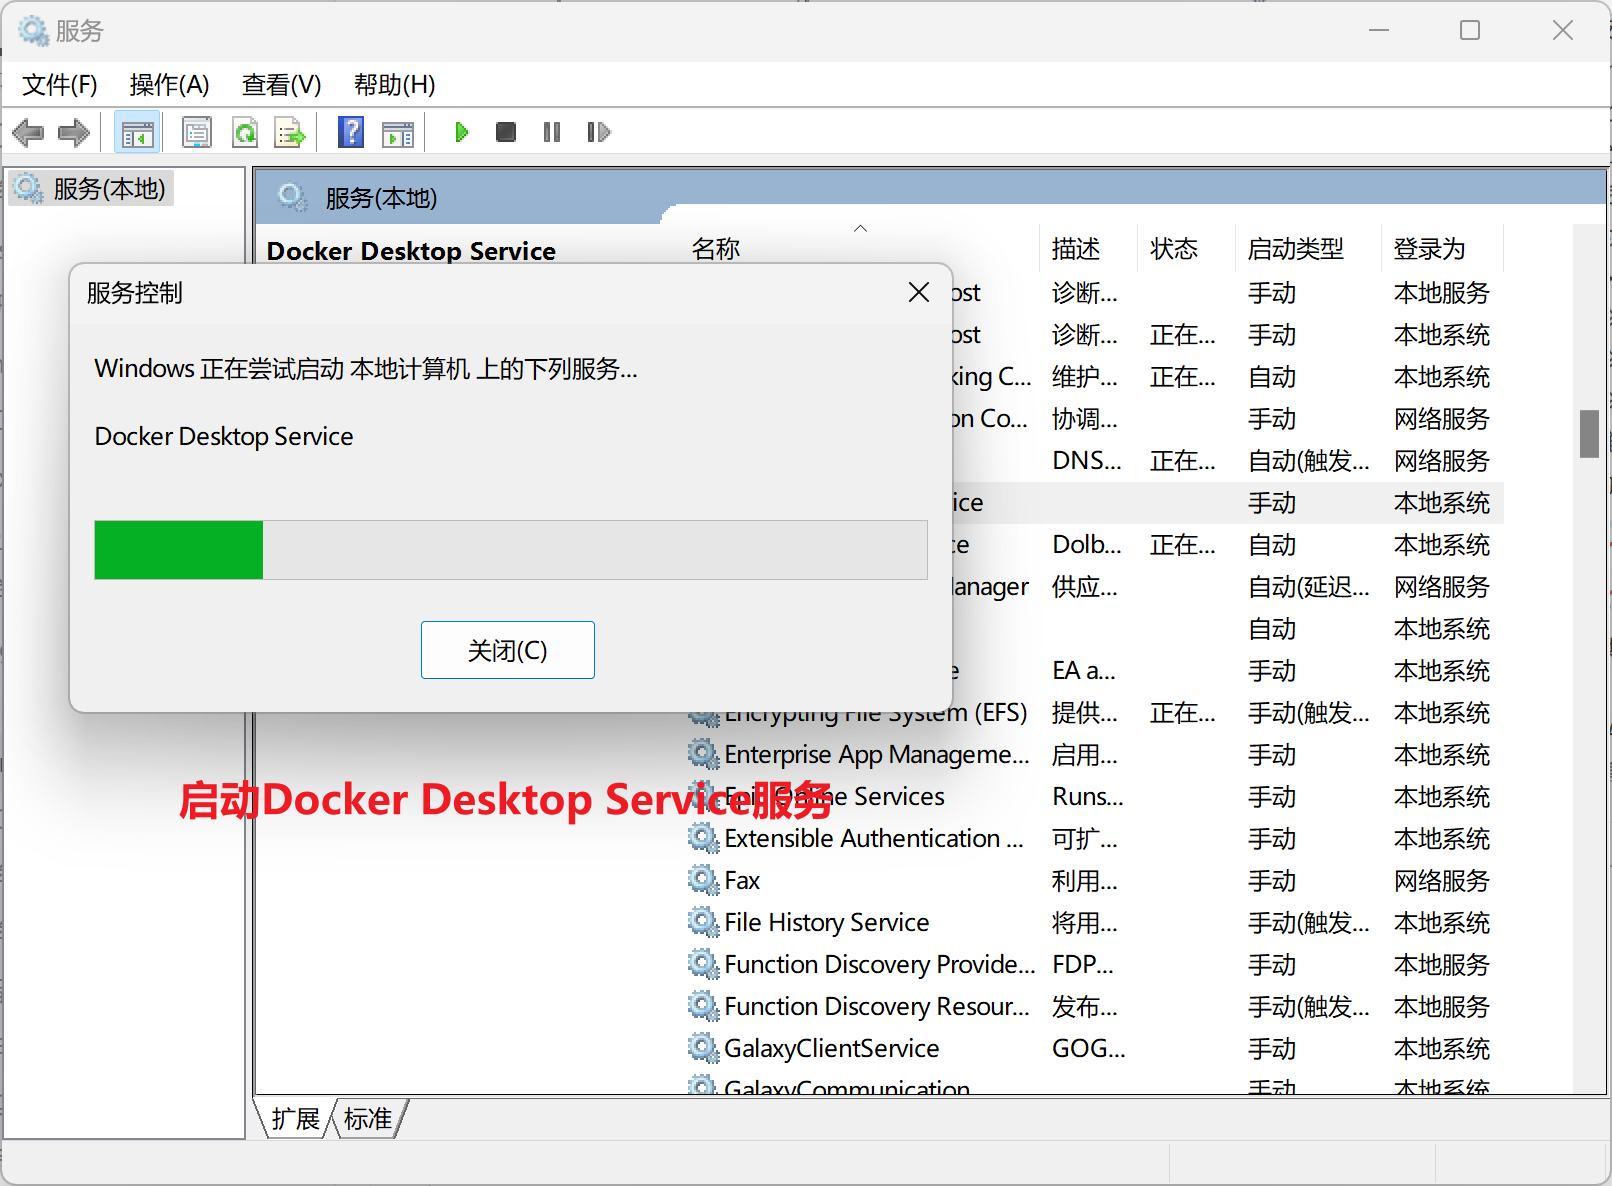 服务
文件(F) 操作(A) 查看(V) 帮助(H)
服务(本地)
服务(本地)
Docker Desktop Service
名称 描述 状态 启动类型 登录为
ost 诊断... 手动 本地服务
ost 诊断... 正在... 手动 本地系统
king C... 维护... 正在... 自动 本地系统
on Co... 协调... 手动 网络服务
DNS... 正在... 自动(触发... 网络服务
ice 手动 本地系统
ce Dolb... 正在... 自动 本地系统
lanager 供应... 自动(延迟... 网络服务
自动 本地系统
e EA a... 手动 本地系统
Encrypting File System (EFS) 提供... 正在... 手动(触发... 本地系统
Enterprise App Manageme... 启用... 手动 本地系统
Epic Online Services Runs... 手动 本地系统
Extensible Authentication ... 可扩... 手动 本地系统
Fax 利用... 手动 网络服务
File History Service 将用... 手动(触发... 本地系统
Function Discovery Provide... FDP... 手动 本地服务
Function Discovery Resour... 发布... 手动(触发... 本地服务
GalaxyClientService GOG... 手动 本地系统
GalaxyCommunication 手动 本地系统
服务控制
Windows 正在尝试启动 本地计算机 上的下列服务...
Docker Desktop Service
关闭(C)
启动Docker Desktop Service服务
扩展 标准